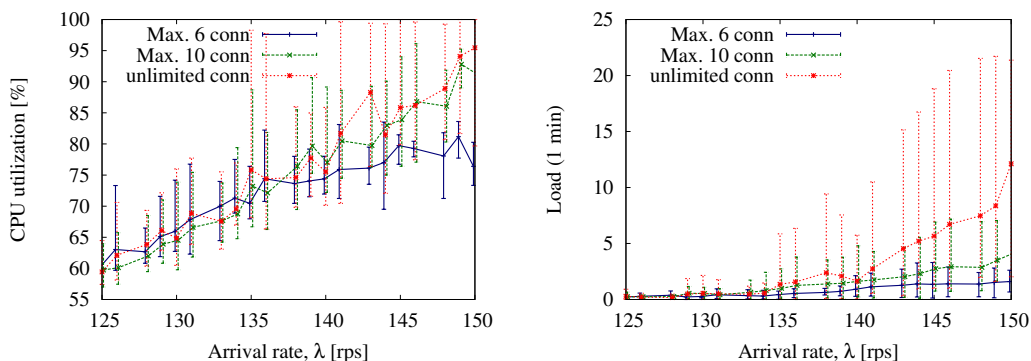 100
95
90
85
80
75
70
65
60
55
125
130
135
140
145
150
CPU utilization [%]
Arrival rate, λ [rps]
Max. 6 conn
Max. 10 conn
unlimited conn
25
20
15
10
5
0
125
130
135
140
145
150
Load (1 min)
Arrival rate, λ [rps]
Max. 6 conn
Max. 10 conn
unlimited conn